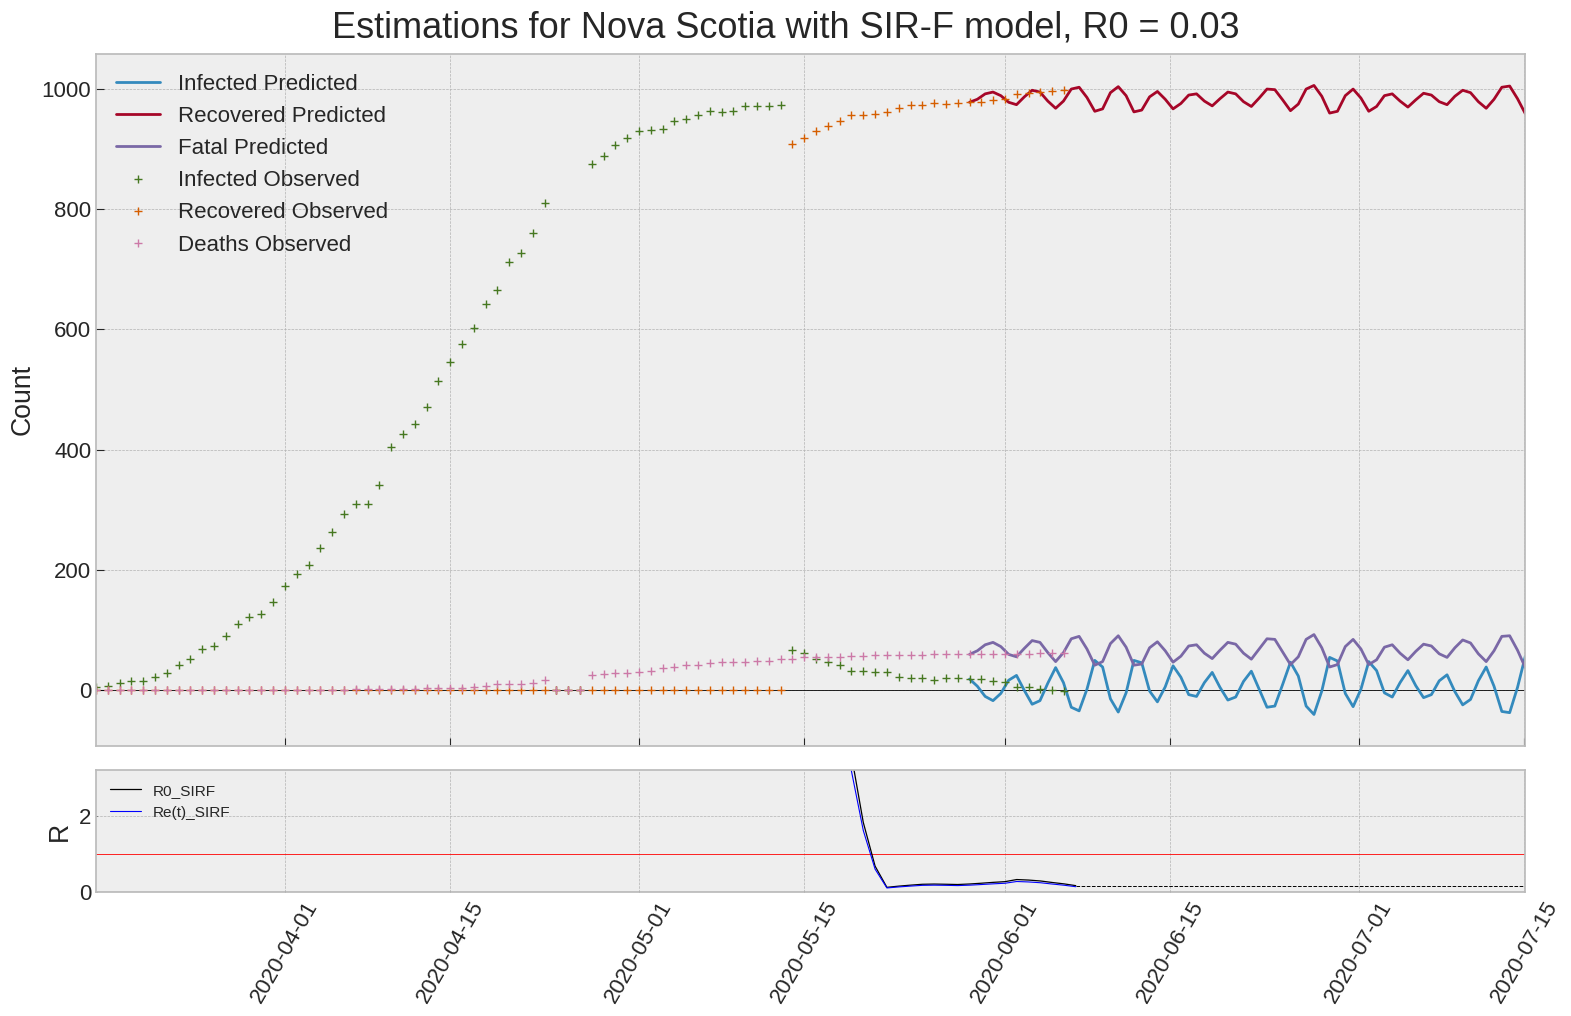 Estimations for Nova Scotia with SIR-F model, R0 = 0.03
Infected Predicted
Recovered Predicted
Fatal Predicted
Infected Observed
Recovered Observed
Deaths Observed
1000
800
600
400
200
0
Count
R0_SIRF
Re(t)_SIRF
2
0
R
2020-04-01
2020-04-15
2020-05-01
2020-05-15
2020-06-01
2020-06-15
2020-07-01
2020-07-15